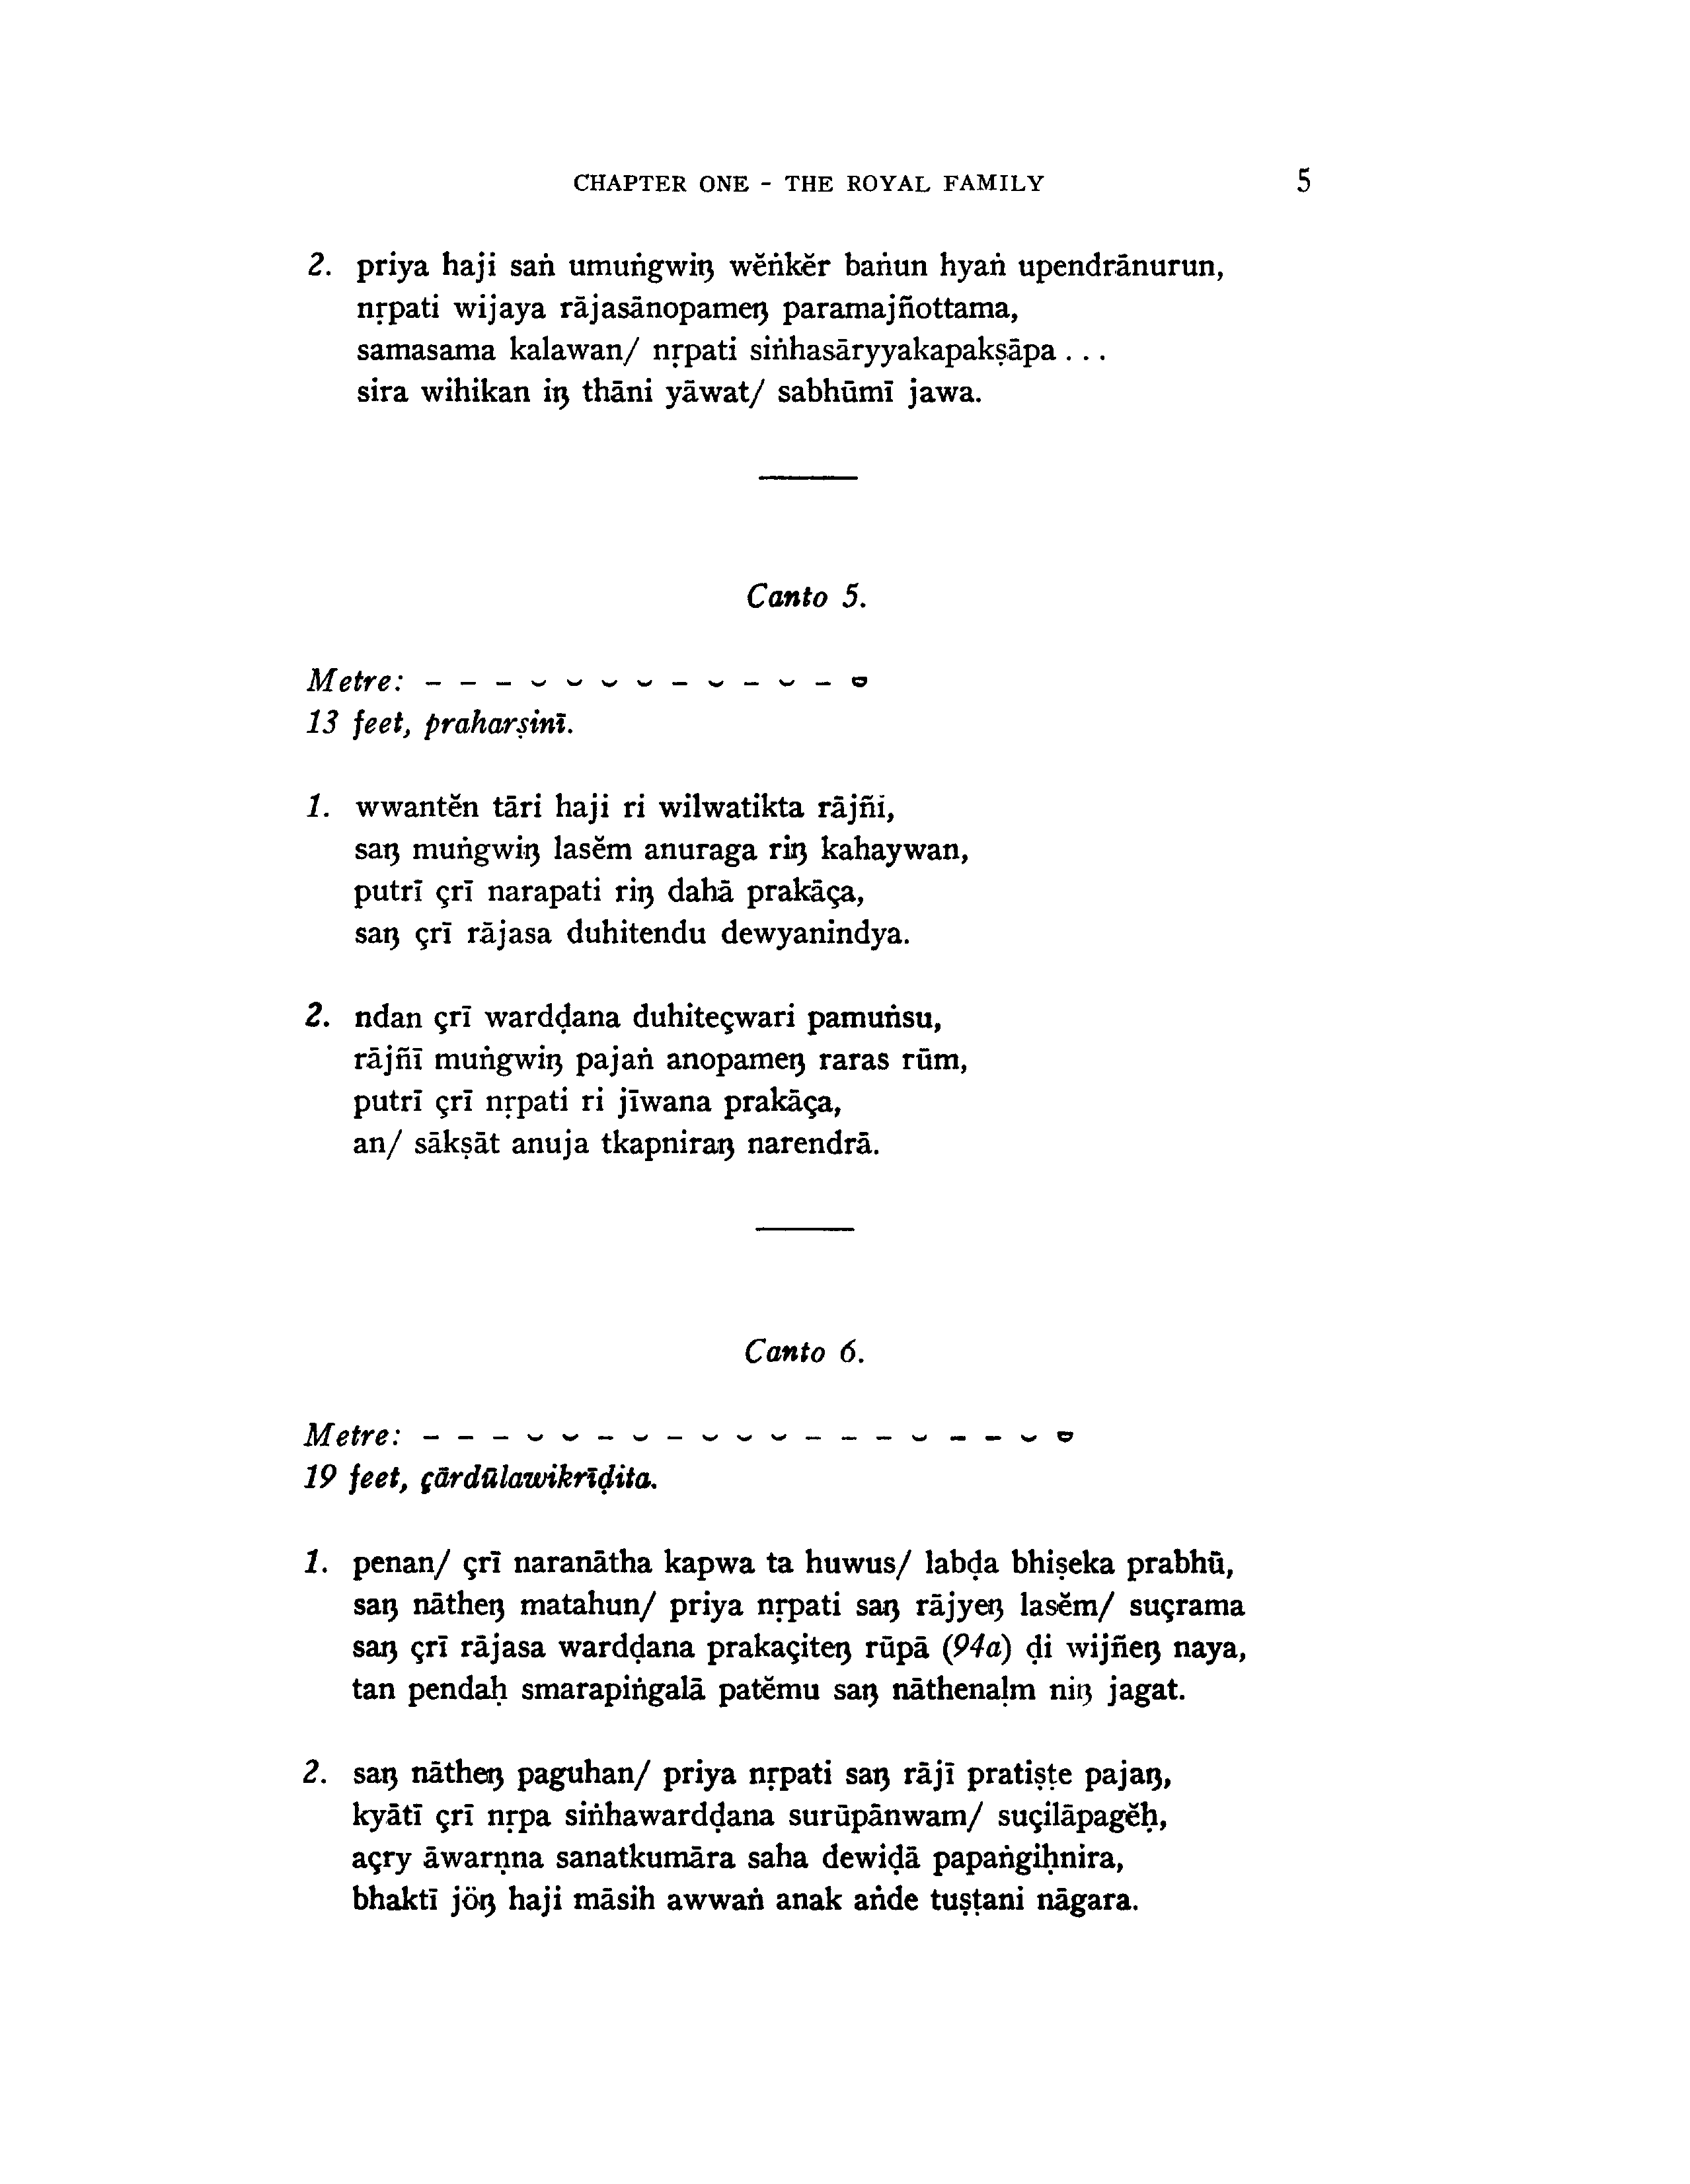 CHAPTER ONE - THE ROYAL FAMILY 5
2. priya haji saṅ umuṅgwiŋ wĕṅkĕr baṅun hyaṅ upendrānurun,
nṛpati wijaya rājasānopameŋ paramajñottama,
samasama kalawan/ nṛpati siṅhasāryyakapakṣāpa . . .
sira wihikan iŋ thāni yāwat/ sabhūmī jawa.
Canto 5.
Metre: – – – ⏑ ⏑ ⏑ ⏑ – ⏑ – ⏑ – ⏓
13 feet, praharṣinī.
1. wwantĕn tāri haji ri wilwatikta rājñi,
saŋ muṅgwiŋ lasĕm anuraga riŋ kahaywan,
putrī çrī narapati riŋ dahā prakāça,
saŋ çrī rājasa duhitendu dewyanindya.
2. ndan çrī wardḍana duhiteçwari pamuṅsu,
rājñī muṅgwiŋ pajaṅ anopameŋ raras rūm,
putrī çrī nṛpati ri jīwana prakāça,
an/ sākṣāt anuja tkapniraŋ narendrā.
Canto 6.
Metre: – – – ⏑ ⏑ – ⏑ – ⏑ ⏑ ⏑ – – – ⏑ – – ⏑ ⏓
19 feet, çārdūlawikrīḍita.
1. penan/ çrī naranātha kapwa ta huwus/ labḍa bhiṣeka prabhū,
saŋ nātheŋ matahun/ priya nṛpati saŋ rājyeŋ lasĕm/ suçrama
saŋ çrī rājasa wardḍana prakaçiteŋ rūpā (94a) ḍi wijñeŋ naya,
tan pendaḥ smarapiṅgalā patĕmu saŋ nāthenaḷm niŋ jagat.
2. saŋ nātheŋ paguhan/ priya nṛpati saŋ rājī pratiṣṭe pajaŋ,
kyātī çrī nṛpa siṅhawardḍana surūpānwam/ suçilāpagĕḥ,
açry āwarṇna sanatkumāra saha dewiḍā papaṅgiḥnira,
bhaktī jöŋ haji māsih awwaṅ anak aṅde tuṣṭani nāgara.